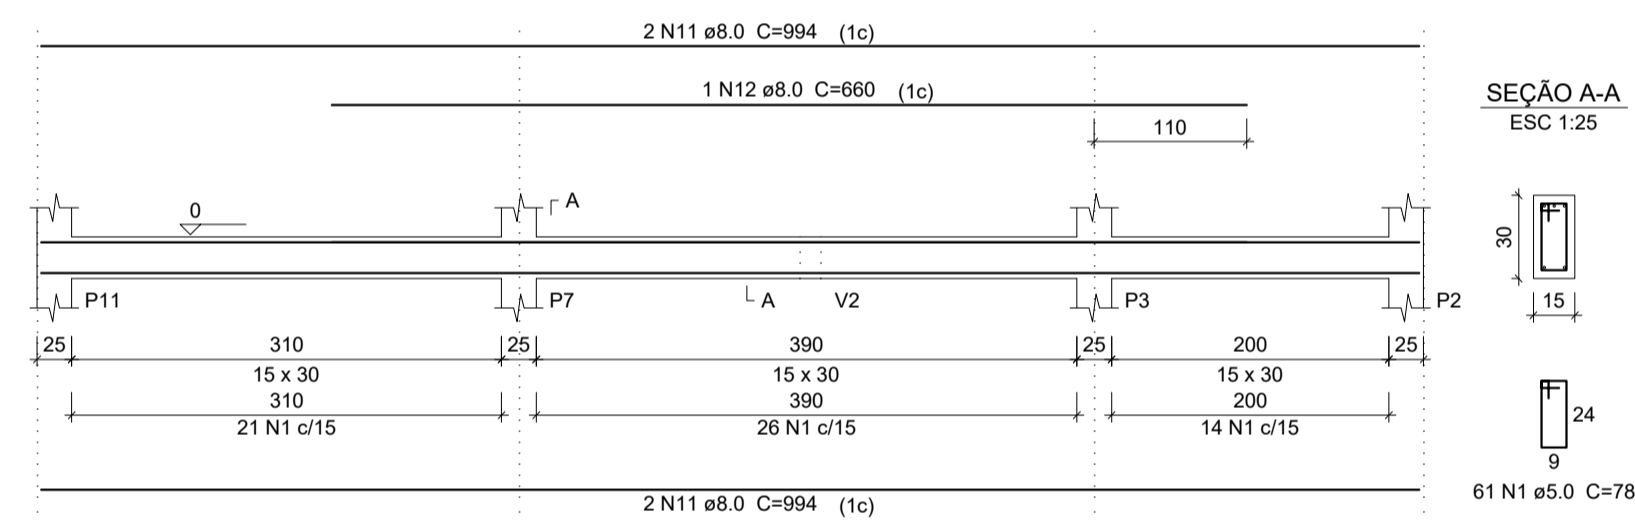 2 N11 ø8.0 C=994 (1c)
1 N12 ø8.0 C=660 (1c)
110
SEÇÃO A-A
ESC 1:25
0
A
30
15
P11
P7
A
V2
P3
P2
25
310
25
390
25
200
25
15 x 30
15 x 30
15 x 30
310
390
200
21 N1 c/15
26 N1 c/15
14 N1 c/15
24
9
61 N1 ø5.0 C=78
2 N11 ø8.0 C=994 (1c)